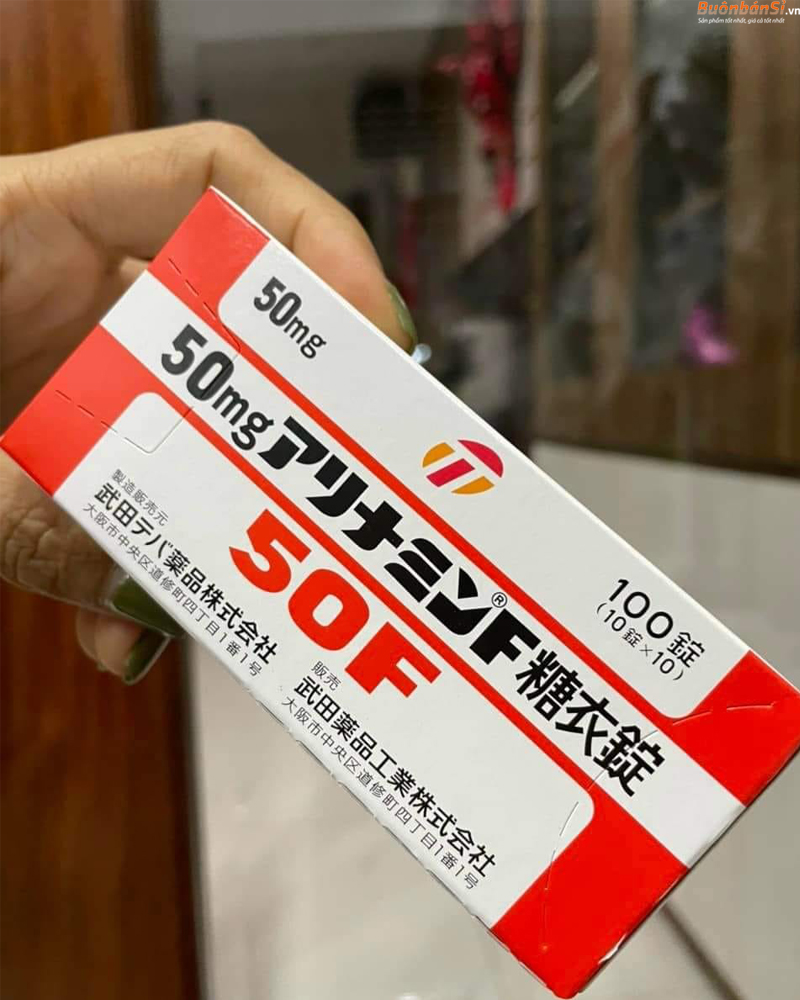 BuônbánSỉ.vn
Sản phẩm tốt nhất, giá cả tốt nhất
50mg
100錠
(10錠×10)
50mgアリナミン®F糖衣錠
50F
製造販売元
武田テバ薬品株式会社
大阪市中央区道修町四丁目1番1号
販売
武田薬品工業株式会社
大阪市中央区道修町四丁目1番1号